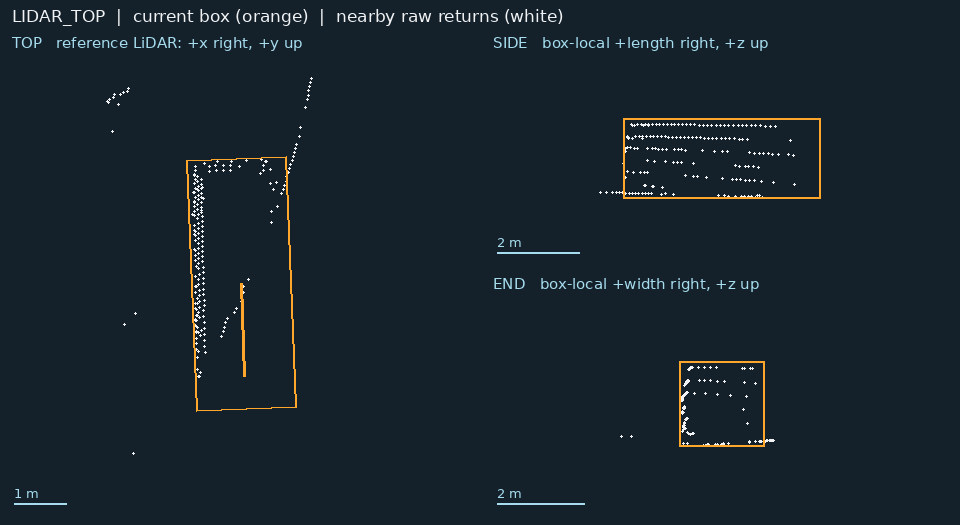 LIDAR_TOP | current box (orange) | nearby raw returns (white)
TOP reference LiDAR: +x right, +y up
SIDE box-local +length right, +z up
2 m
END box-local +width right, +z up
1 m
2 m